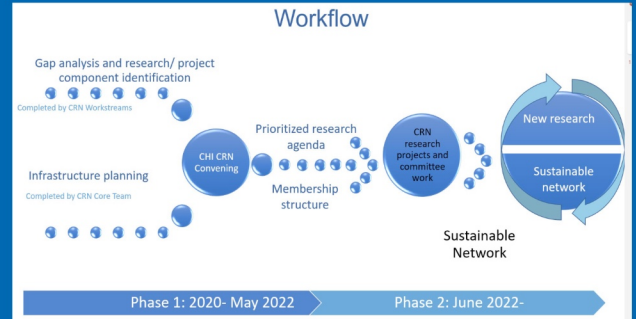 Workflow
Gap analysis and research/ project
component identification
Completed by CRN Workstreams
Infrastructure planning
Completed by CRN Core Team
CHI CRN
Convening
Prioritized research
agenda
Membership
structure
CRN
research
projects and
committee
work
Sustainable
Network
New research
Sustainable
network
Phase 1: 2020- May 2022
Phase 2: June 2022-